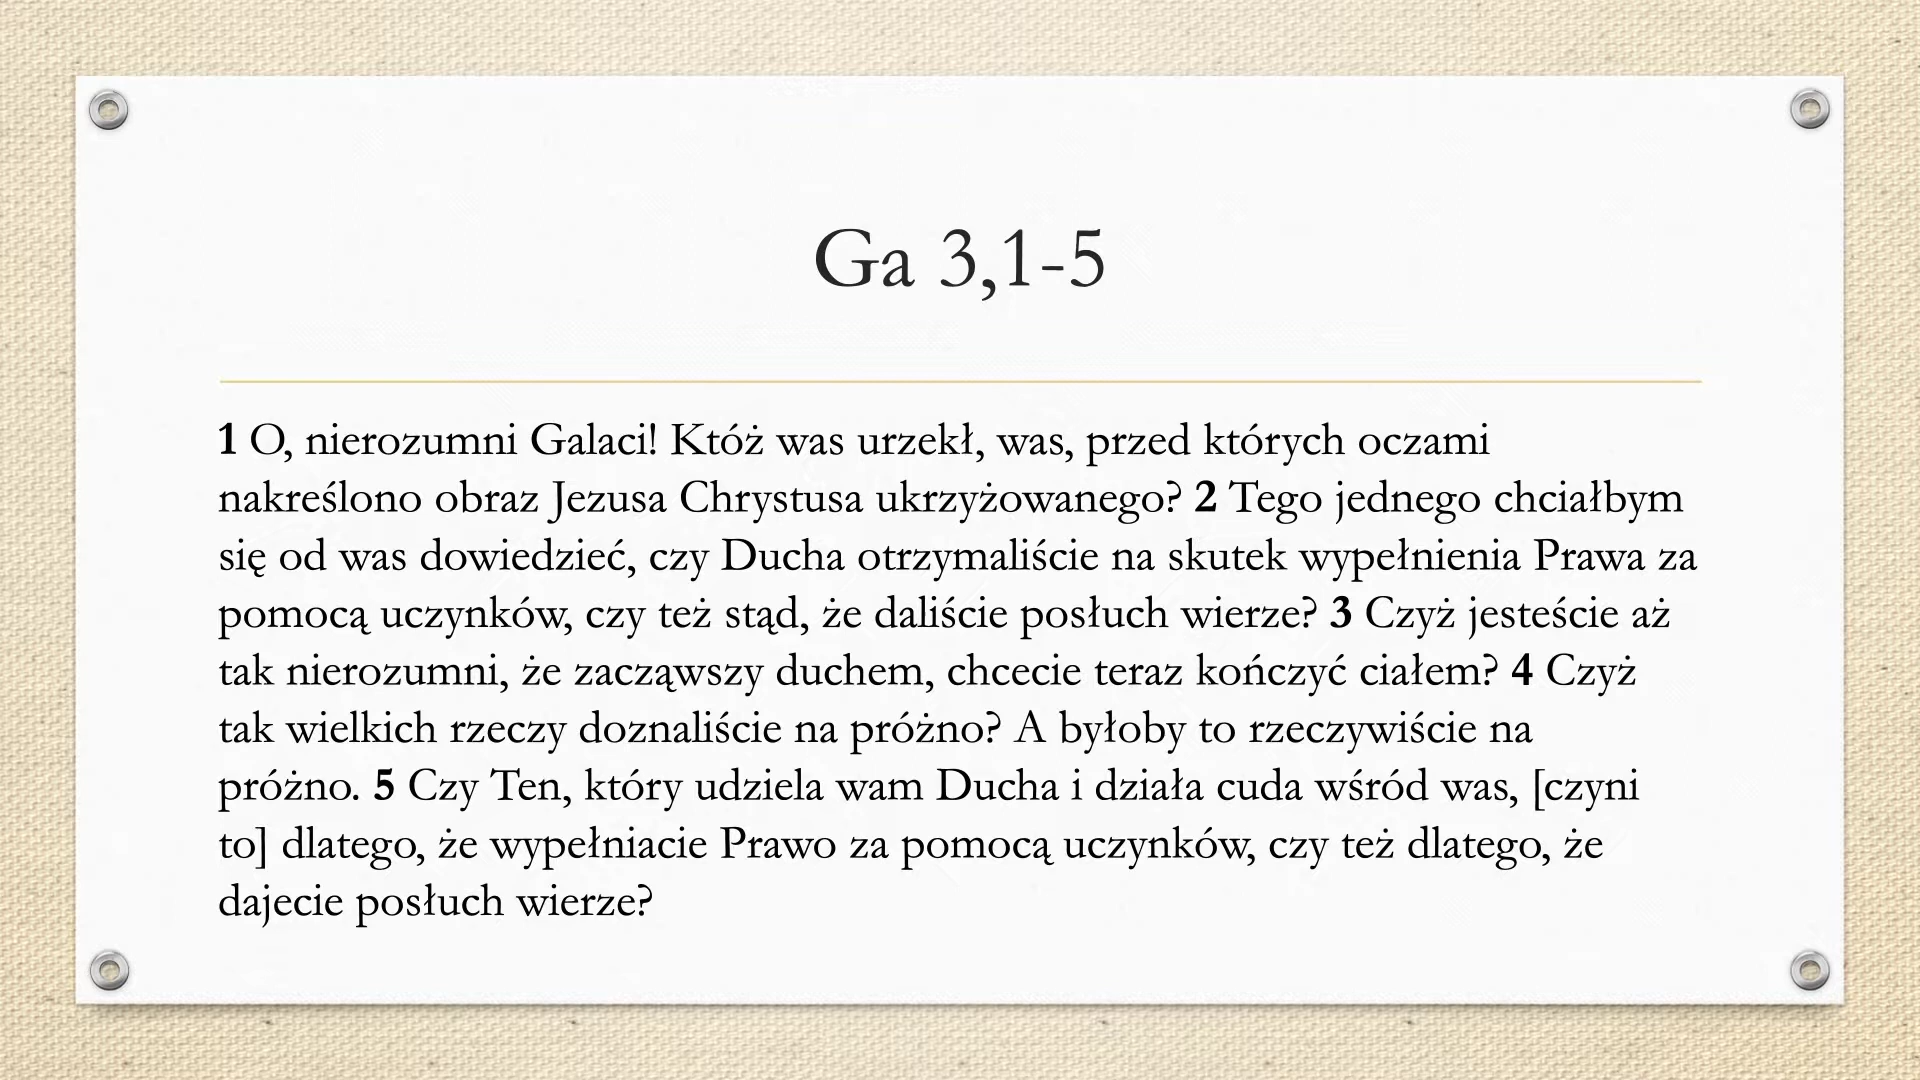 Ga 3,1-5
1 O, nierozumni Galaci! Któż was urzekł, was, przed których oczami
nakreślono obraz Jezusa Chrystusa ukrzyżowanego? 2 Tego jednego chciałbym
się od was dowiedzieć, czy Ducha otrzymaliście na skutek wypełnienia Prawa za
pomocą uczynków, czy też stąd, że daliście posłuch wierze? 3 Czyż jesteście aż
tak nierozumni, że zacząwszy duchem, chcecie teraz kończyć ciałem? 4 Czyż
tak wielkich rzeczy doznaliście na próżno? A byłoby to rzeczywiście na
próżno. 5 Czy Ten, który udziela wam Ducha i działa cuda wśród was, [czyni
to] dlatego, że wypełniacie Prawo za pomocą uczynków, czy też dlatego, że
dajecie posłuch wierze?